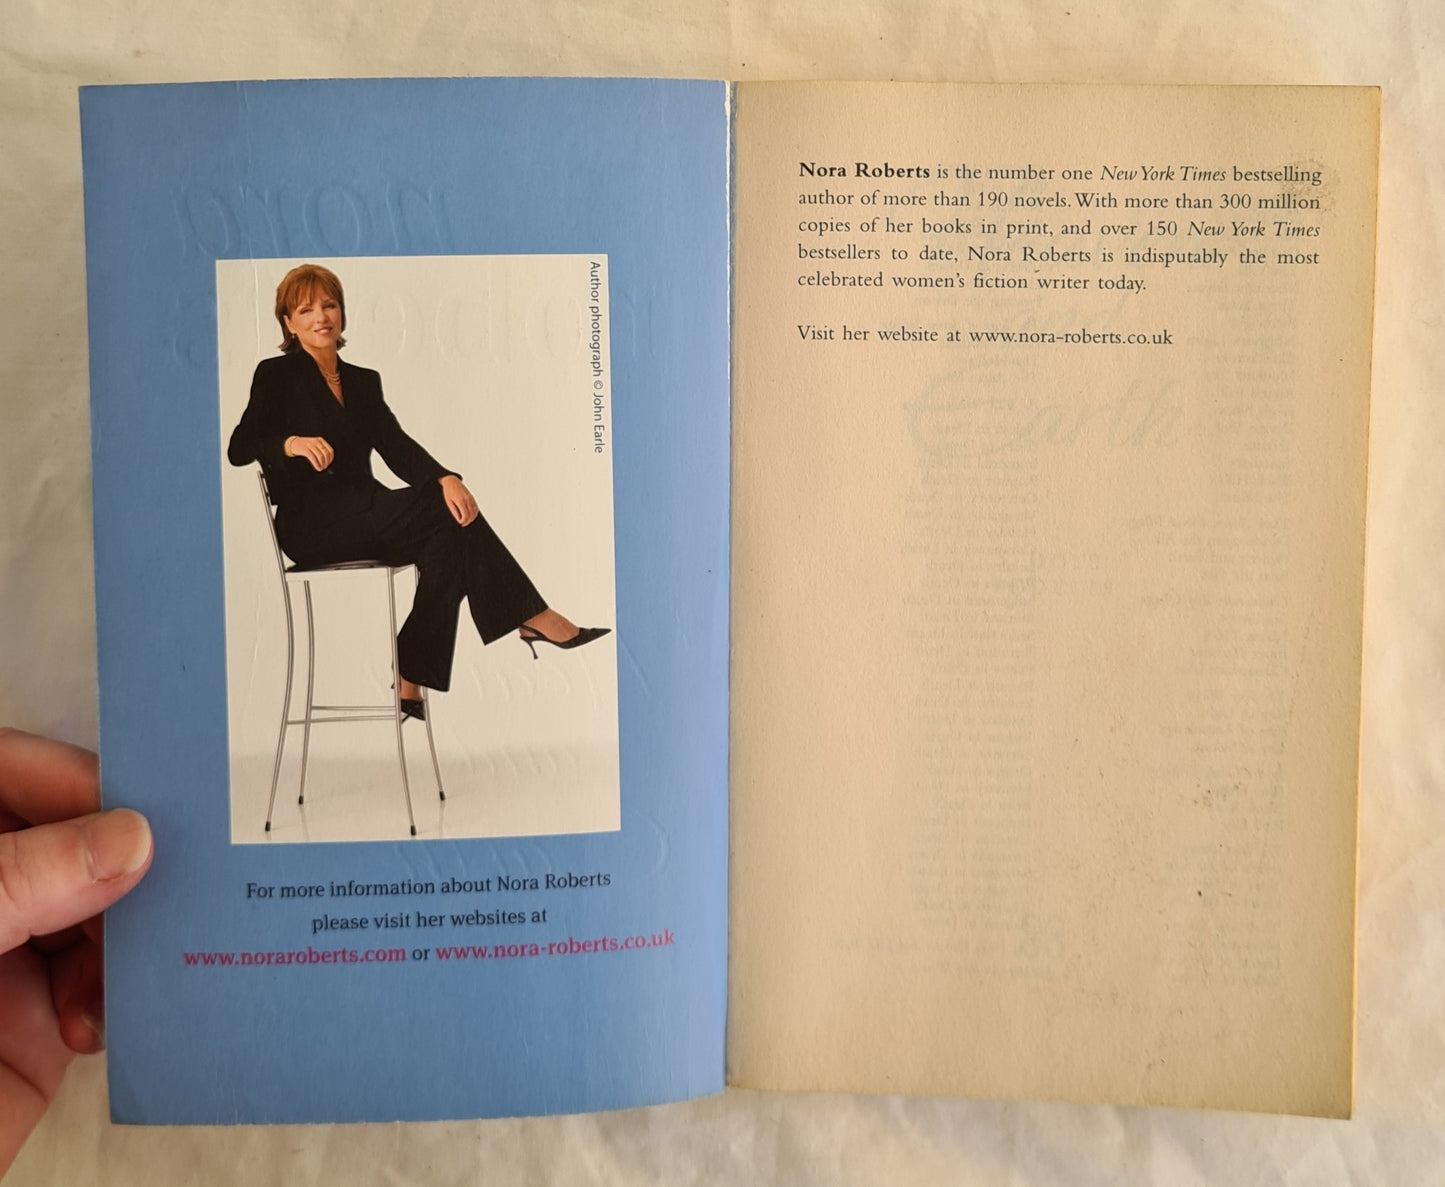 Author photograph © John Earle
For more information about Nora Roberts
please visit her websites at
www.noraroberts.com or www.nora-roberts.co.uk
Nora Roberts is the number one New York Times bestselling
author of more than 190 novels. With more than 300 million
copies of her books in print, and over 150 New York Times
bestsellers to date, Nora Roberts is indisputably the most
celebrated women's fiction writer today.
Visit her website at www.nora-roberts.co.uk